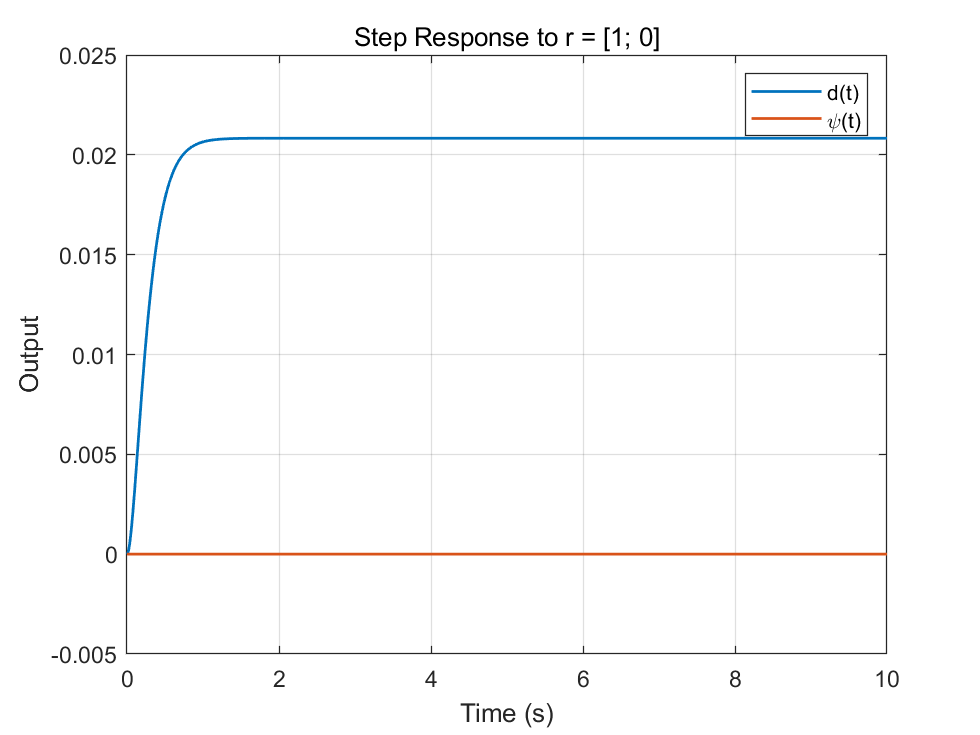 Step Response to r = [1; 0]
d(t)
ψ(t)
0.025
0.02
0.015
0.01
0.005
0
-0.005
Output
0 2 4 6 8 10
Time (s)